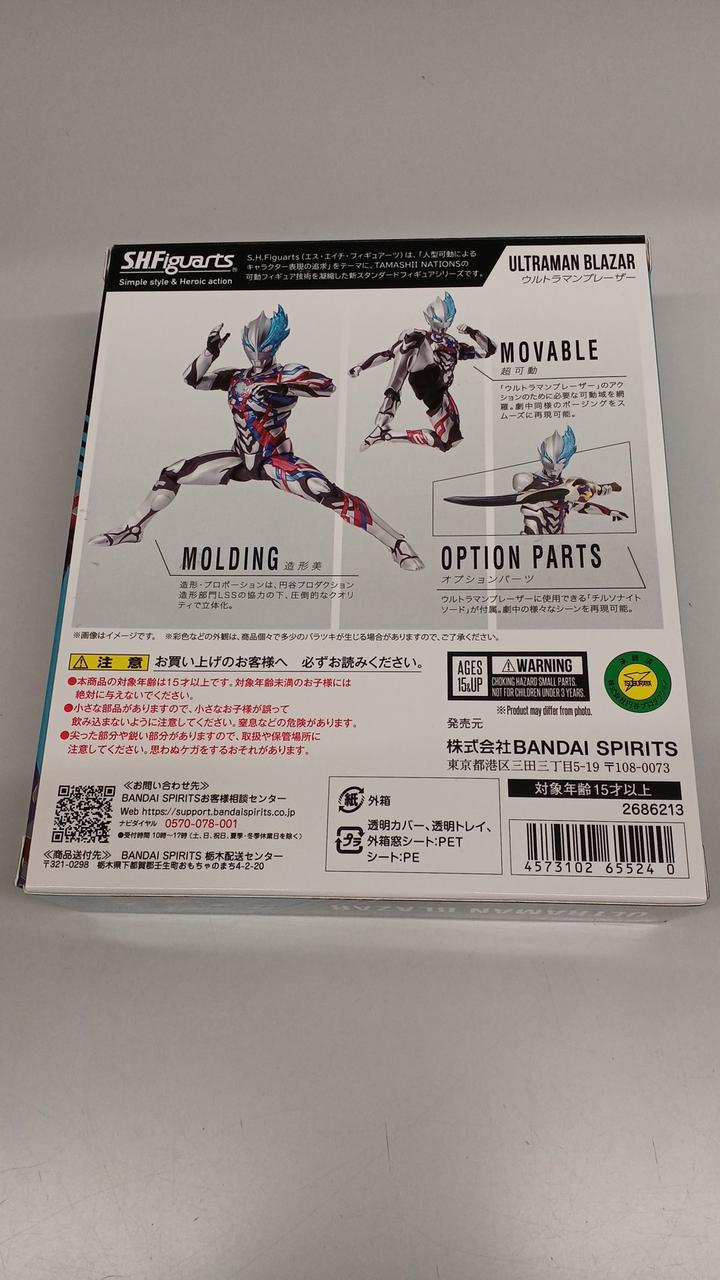 S.H.Figuarts®
Simple style & Heroic action
S.H.Figuarts（エス・エイチ・フィギュアーツ）は、「人型可動による
キャラクター表現の追求」をテーマに、TAMASHII NATIONSの
可動フィギュア技術を凝縮した新スタンダードフィギュアシリーズです。
ULTRAMAN BLAZAR
ウルトラマンブレーザー
MOVABLE
超可動
「ウルトラマンブレーザー」のアク
ションのために必要な可動域を網
羅。劇中同様のポージングをス
ムーズに再現可能。
MOLDING 造形美
造形・プロポーションは、円谷プロダクション
造形部門LSSの協力の下、圧倒的なクオリ
ティで立体化。
OPTION PARTS
オプションパーツ
ウルトラマンブレーザーに使用できる「チルソナイト
ソード」が付属。劇中の様々なシーンを再現可能。
※画像はイメージです。 ※彩色などの外観は、商品個々で多少のバラツキが生じる場合がありますので、ご了承ください。
注意 お買い上げのお客様へ 必ずお読みください。
●本商品の対象年齢は15才以上です。対象年齢未満のお子様には
絶対に与えないでください。
●小さな部品がありますので、小さなお子様が誤って
飲み込まないように注意してください。窒息などの危険があります。
●尖った部分や鋭い部分がありますので、取扱や保管場所に
注意してください。思わぬケガをするおそれがあります。
AGES
15&UP
WARNING
CHOKING HAZARD Small parts.
NOT FOR CHILDREN UNDER 3 YEARS.
※Product may differ from photo.
承認済
TSUBURAYA
株式会社円谷プロダクション
発売元
株式会社BANDAI SPIRITS
東京都港区三田三丁目5-19 〒108-0073
対象年齢15才以上
2686213
4573102 65524 0
≪お問い合わせ先≫
BANDAI SPIRITSお客様相談センター
Web https://support.bandaispirits.co.jp
ナビダイヤル 0570-078-001
●受付時間 10時〜17時（土、日、祝日、夏季・冬季休業日を除く）
≪商品送付先≫ BANDAI SPIRITS 栃木配送センター
〒321-0298 栃木県下都賀郡壬生町おもちゃのまち4-2-20
紙 外箱
プラ 透明カバー、透明トレイ、
外箱窓シート:PET
シート:PE
ULTRAMAN BLAZAR